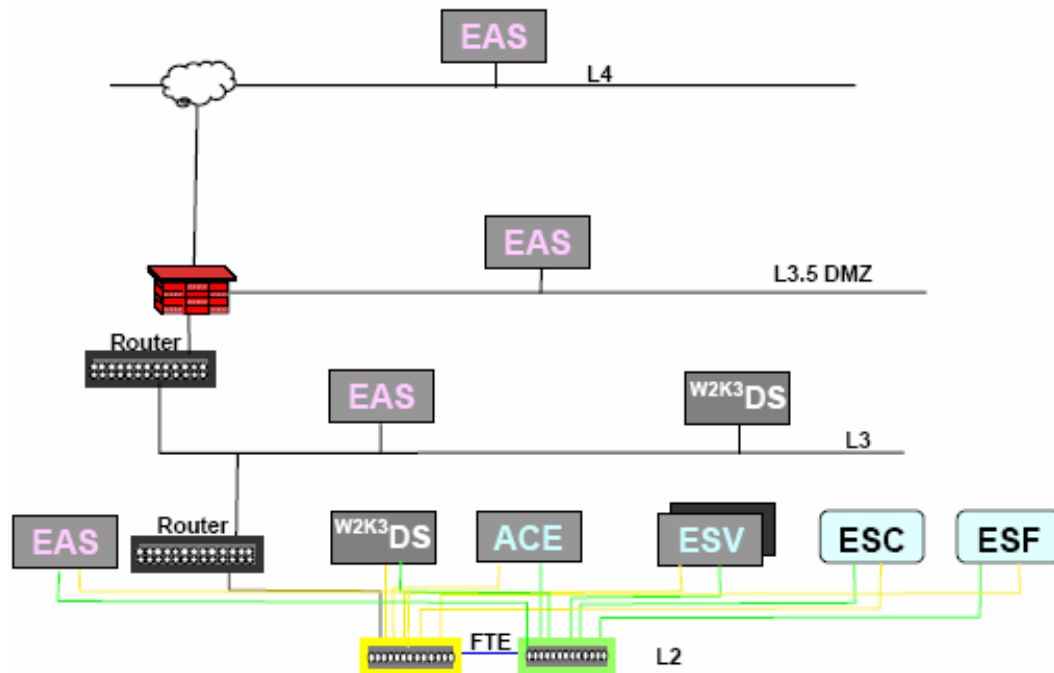 EAS
L4
EAS
L3.5 DMZ
Router
EAS
W2K3DS
L3
EAS
Router
W2K3DS
ACE
ESV
ESC
ESF
FTE
L2